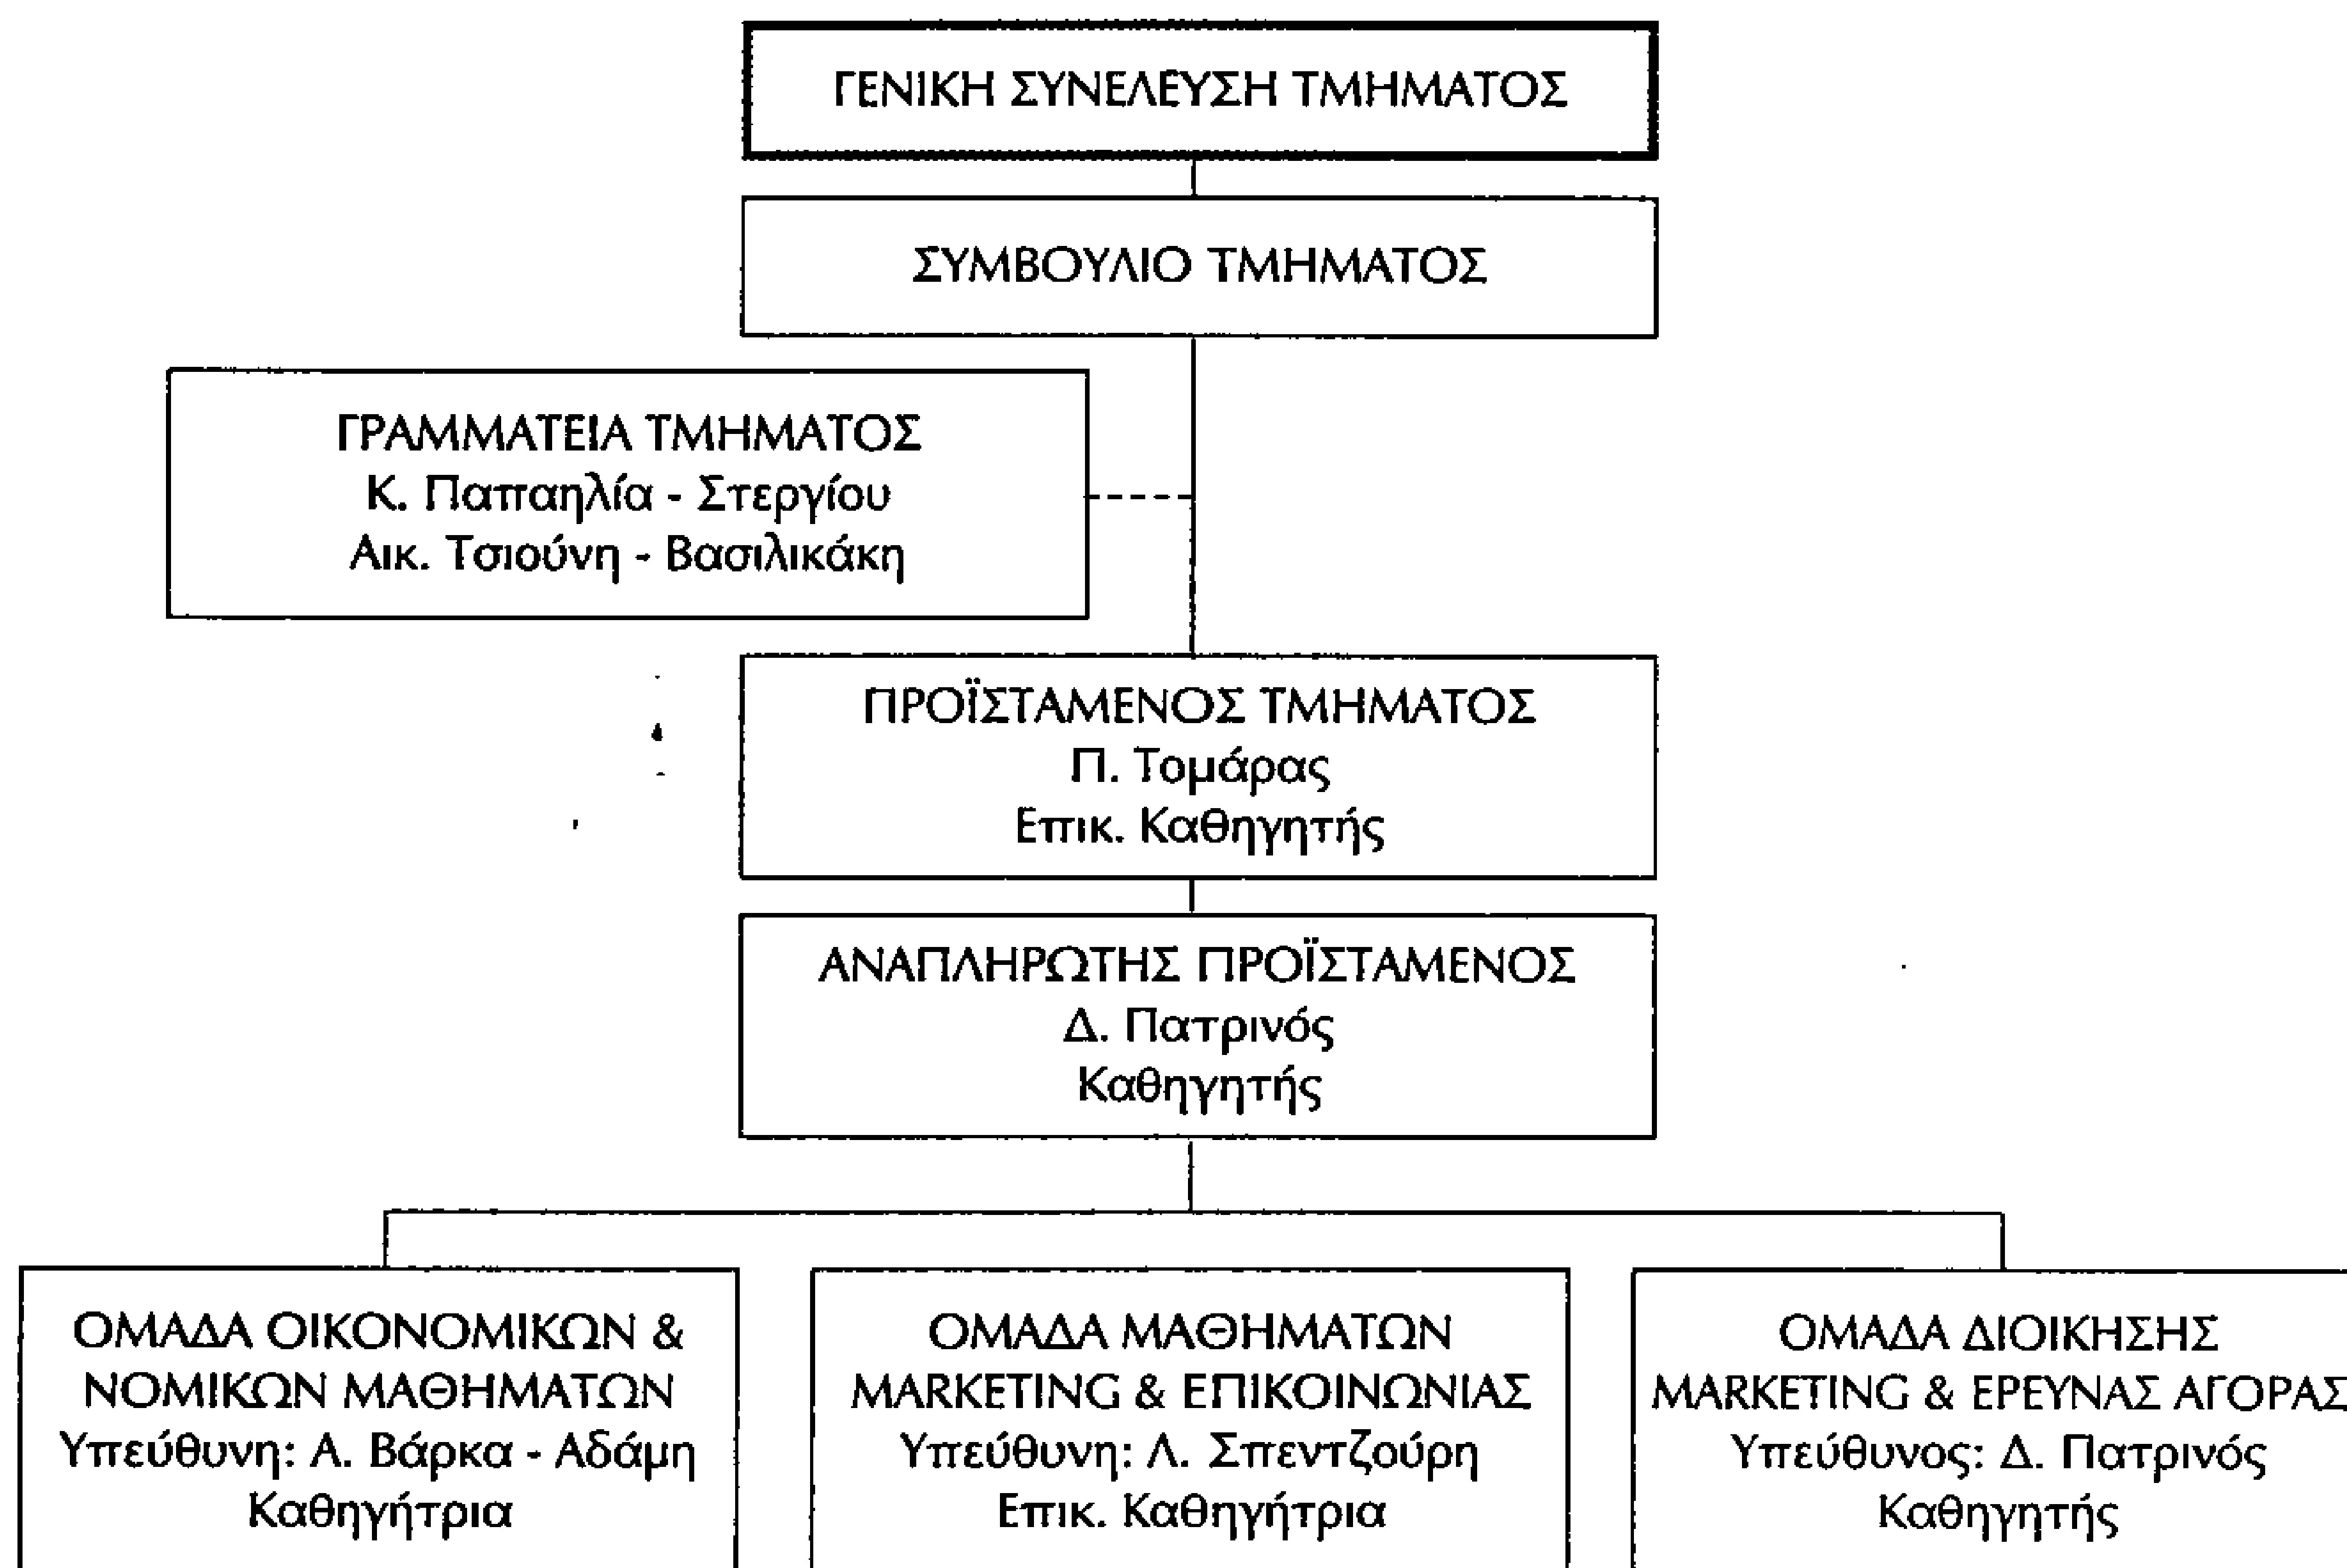 ΓΕΝΙΚΗ ΣΥΝΕΛΕΥΣΗ ΤΜΗΜΑΤΟΣ
ΣΥΜΒΟΥΛΙΟ ΤΜΗΜΑΤΟΣ
ΓΡΑΜΜΑΤΕΙΑ ΤΜΗΜΑΤΟΣ
Κ. Παπαηλία - Στεργίου
Αικ. Τσιούνη - Βασιλικάκη
ΠΡΟΪΣΤΑΜΕΝΟΣ ΤΜΗΜΑΤΟΣ
Π. Τομάρας
Επικ. Καθηγητής
ΑΝΑΠΛΗΡΩΤΗΣ ΠΡΟΪΣΤΑΜΕΝΟΣ
Δ. Πατρινός
Καθηγητής
ΟΜΑΔΑ ΟΙΚΟΝΟΜΙΚΩΝ &
ΝΟΜΙΚΩΝ ΜΑΘΗΜΑΤΩΝ
Υπεύθυνη: Α. Βάρκα - Αδάμη
Καθηγήτρια
ΟΜΑΔΑ ΜΑΘΗΜΑΤΩΝ
MARKETING & ΕΠΙΚΟΙΝΩΝΙΑΣ
Υπεύθυνη: Λ. Σπεντζούρη
Επικ. Καθηγήτρια
ΟΜΑΔΑ ΔΙΟΙΚΗΣΗΣ
MARKETING & ΕΡΕΥΝΑΣ ΑΓΟΡΑΣ
Υπεύθυνος: Δ. Πατρινός
Καθηγητής